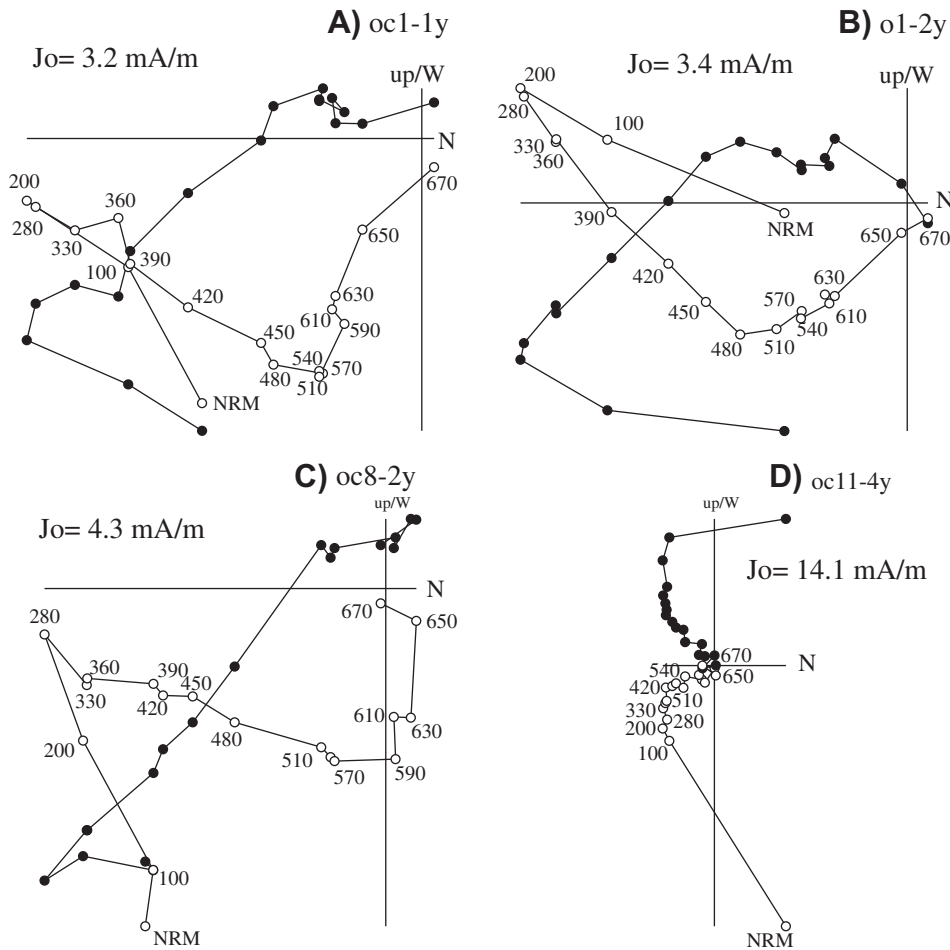 A) oc1-1y
Jo= 3.2 mA/m
up/W
N
200
280
330
360
100
390
420
450
480
540
510
570
590
610
630
650
670
NRM
B) o1-2y
Jo= 3.4 mA/m
up/W
N
200
280
100
330
360
390
NRM
420
450
480
510
570
540
630
610
650
670
C) oc8-2y
Jo= 4.3 mA/m
up/W
N
280
670
650
360
330
390
420
450
480
200
510
570
610
630
590
100
NRM
D) oc11-4y
up/W
Jo= 14.1 mA/m
N
670
650
540
420
510
330
280
200
100
NRM